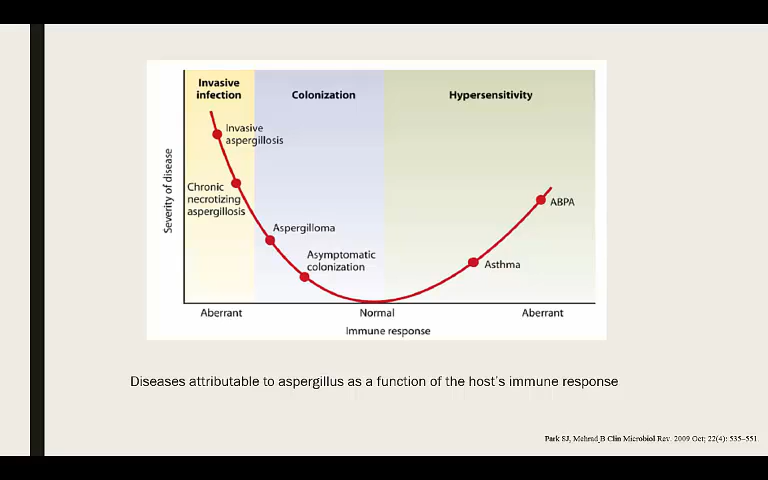 Invasive
infection
Colonization
Hypersensitivity
Invasive
aspergillosis
Chronic
necrotizing
aspergillosis
Aspergilloma
Asymptomatic
colonization
ABPA
Asthma
Severity of disease
Aberrant
Normal
Aberrant
Immune response
Diseases attributable to aspergillus as a function of the host's immune response
Park SJ, Mehrad B Clin Microbiol Rev. 2009 Oct; 22(4): 535–551.